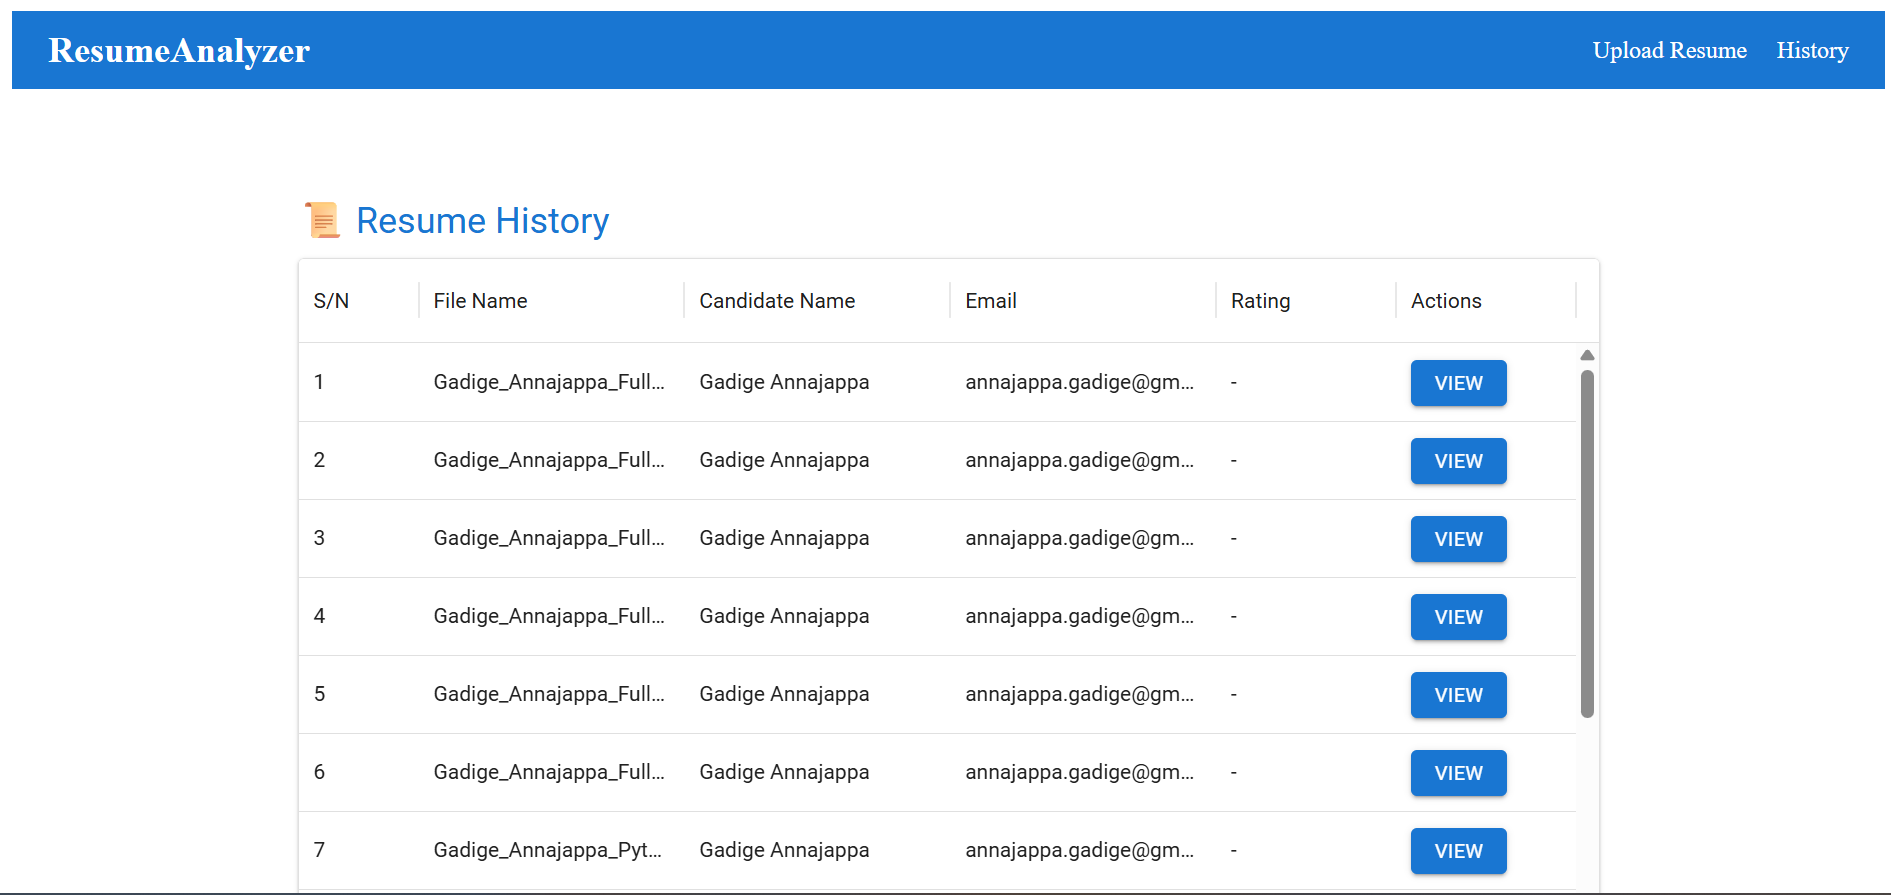 ResumeAnalyzer Upload Resume History
Resume History
S/N File Name Candidate Name Email Rating Actions
1 Gadige_Annajappa_Full... Gadige Annajappa annajappa.gadige@gm... - VIEW
2 Gadige_Annajappa_Full... Gadige Annajappa annajappa.gadige@gm... - VIEW
3 Gadige_Annajappa_Full... Gadige Annajappa annajappa.gadige@gm... - VIEW
4 Gadige_Annajappa_Full... Gadige Annajappa annajappa.gadige@gm... - VIEW
5 Gadige_Annajappa_Full... Gadige Annajappa annajappa.gadige@gm... - VIEW
6 Gadige_Annajappa_Full... Gadige Annajappa annajappa.gadige@gm... - VIEW
7 Gadige_Annajappa_Pyt... Gadige Annajappa annajappa.gadige@gm... - VIEW